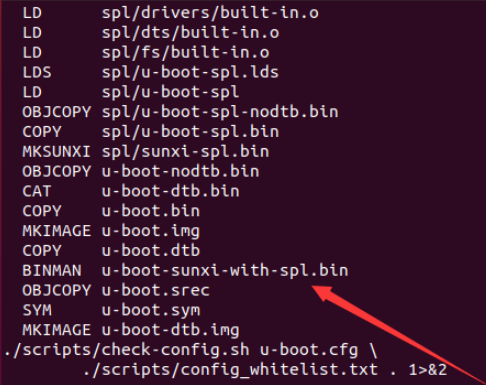 LD      spl/drivers/built-in.o
LD      spl/dts/built-in.o
LD      spl/fs/built-in.o
LDS     spl/u-boot-spl.lds
LD      spl/u-boot-spl
OBJCOPY spl/u-boot-spl-nodtb.bin
COPY    spl/u-boot-spl.bin
MKSUNXI spl/sunxi-spl.bin
OBJCOPY u-boot-nodtb.bin
CAT     u-boot-dtb.bin
COPY    u-boot.bin
MKIMAGE u-boot.img
COPY    u-boot.dtb
BINMAN  u-boot-sunxi-with-spl.bin
OBJCOPY u-boot.srec
SYM     u-boot.sym
MKIMAGE u-boot-dtb.img
./scripts/check-config.sh u-boot.cfg \
./scripts/config_whitelist.txt . 1>&2